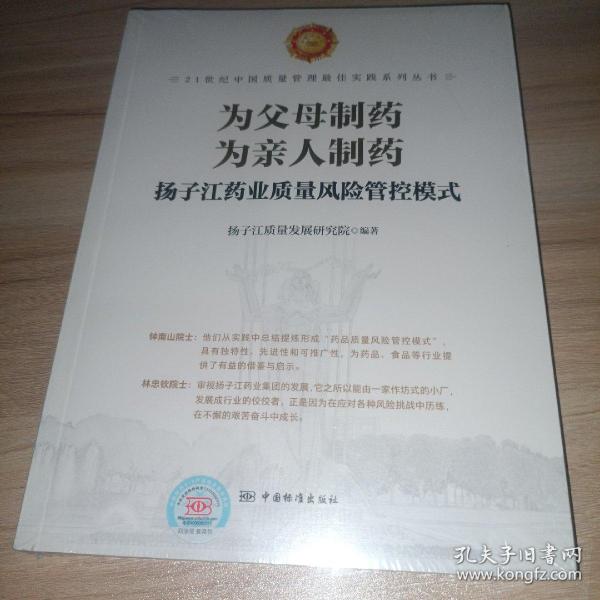 21世纪中国质量管理最佳实践系列丛书
为父母制药
为亲人制药
扬子江药业质量风险管控模式
扬子江质量发展研究院◎编著
钟南山院士：他们从实践中总结提炼形成“药品质量风险管控模式”，
具有独特性、先进性和可推广性，为药品、食品等行业提
供了有益的借鉴与启示。
林忠钦院士：审视扬子江药业集团的发展，它之所以能由一家作坊式的小厂，
发展成行业的佼佼者，正是因为在应对各种风险挑战中历练，
在不懈的艰苦奋斗中成长。
中国标准出版社
孔夫子旧书网
www.kongfz.com